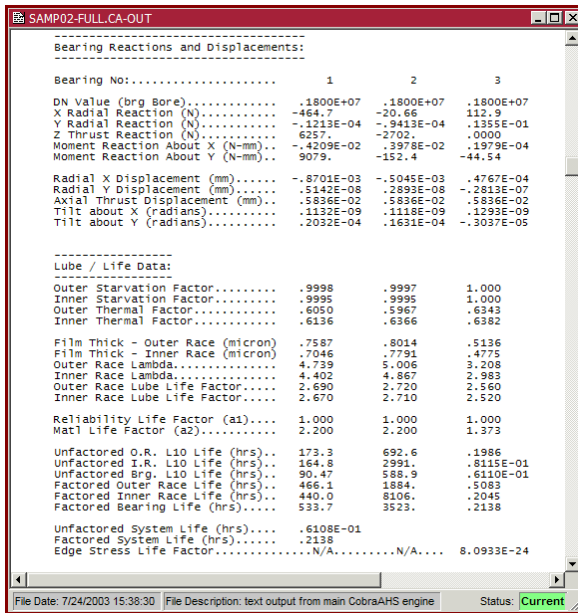 SAMP02-FULL.CA-OUT
------------------------------------
Bearing Reactions and Displacements:
------------------------------------
Bearing No:..................... 1 2 3
DN Value (brg Bore)............ .1800E+07 .1800E+07 .1800E+07
X Radial Reaction (N)........... -464.7 -20.66 112.9
Y Radial Reaction (N)........... -.1213E-04 -.9413E-04 .1355E-01
Z Thrust Reaction (N)........... 6257. -2702. .0000
Moment Reaction About X (N-mm).. -.4209E-02 .3978E-02 .1979E-04
Moment Reaction About Y (N-mm) 9079. -152.4 -44.54
Radial X Displacement (mm)..... -.8701E-03 -.5045E-03 .4767E-04
Radial Y Displacement (mm)..... .5142E-08 .2893E-08 -.2813E-07
Axial Thrust Displacement (mm).. .5836E-02 .5836E-02 .5836E-02
Tilt about X (radians)......... .1132E-09 .1118E-09 .1293E-09
Tilt about Y (radians)......... .2032E-04 .1631E-04 -.3037E-05
-----------------
Lube / Life Data:
-----------------
Outer Starvation Factor......... .9998 .9997 1.000
Inner Starvation Factor......... .9995 .9995 1.000
Outer Thermal Factor............ .6050 .5967 .6343
Inner Thermal Factor............ .6136 .6366 .6382
Film Thick - Outer Race (micron) .7587 .8014 .5136
Film Thick - Inner Race (micron) .7046 .7791 .4775
Outer Race Lambda............... 4.739 5.006 3.208
Inner Race Lambda............... 4.402 4.867 2.983
Outer Race Lube Life Factor..... 2.690 2.720 2.560
Inner Race Lube Life Factor..... 2.670 2.710 2.520
Reliability Life Factor (a1).... 1.000 1.000 1.000
Matl Life Factor (a2)........... 2.200 2.200 1.373
Unfactored O.R. L10 Life (hrs).. 173.3 692.6 .1986
Unfactored I.R. L10 Life (hrs).. 164.8 2991. .8115E-01
Unfactored Brg. L10 Life (hrs).. 90.47 588.9 .6110E-01
Factored Outer Race Life (hrs).. 466.1 1884. .5083
Factored Inner Race Life (hrs).. 440.0 8106. .2045
Factored Bearing Life (hrs)..... 533.7 3523. .2138
Unfactored System Life (hrs).... .6108E-01
Factored System Life (hrs)..... .2138
Edge Stress Life Factor.............N/A.........N/A.... 8.0933E-24
File Date: 7/24/2003 15:38:30 File Description: text output from main CobraAHS engine Status: Current